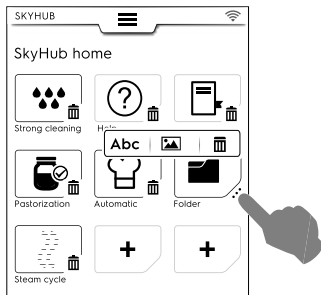 SKYHUB
SkyHub home
Strong cleaning
Help
Abc
Pastorization
Automatic
Folder
Steam cycle